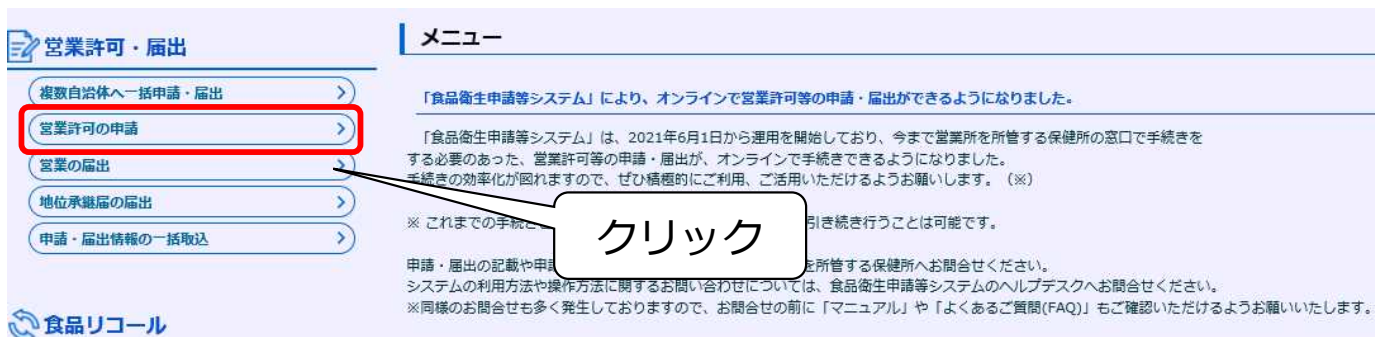 営業許可・届出
複数自治体へ一括申請・届出
営業許可の申請
営業の届出
地位承継届の届出
申請・届出情報の一括取込
食品リコール
メニュー
「食品衛生申請等システム」により、オンラインで営業許可等の申請・届出ができるようになりました。
「食品衛生申請等システム」は、2021年6月1日から運用を開始しており、今まで営業所を所管する保健所の窓口で手続きを
する必要のあった、営業許可等の申請・届出が、オンラインで手続きできるようになりました。
手続きの効率化が図れますので、ぜひ積極的にご利用、ご活用いただけるようお願いします。（※）
※ これまでの手続き
引き続き行うことは可能です。
クリック
申請・届出の記載や申
を所管する保健所へお問合せください。
システムの利用方法や操作方法に関するお問い合わせについては、食品衛生申請等システムのヘルプデスクへお問合せください。
※同様のお問合せも多く発生しておりますので、お問合せの前に「マニュアル」や「よくあるご質問(FAQ)」もご確認いただけるようお願いいたします。